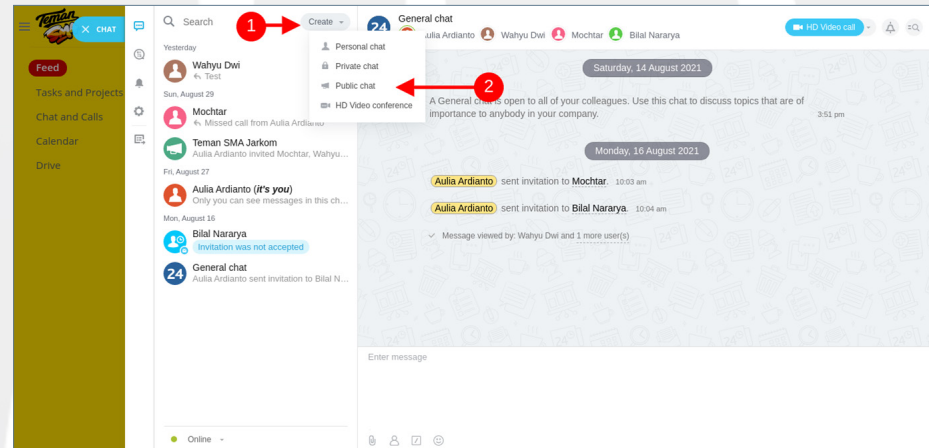 Teman
CHAT
Feed
Tasks and Projects
Chat and Calls
Calendar
Drive
Search
1
Create
Personal chat
Private chat
Public chat
HD Video conference
2
Yesterday
Wahyu Dwi
Test
Sun, August 29
Mochtar
Missed call from Aulia Ardianto
Teman SMA Jarkom
Aulia Ardianto invited Mochtar, Wahyu...
Fri, August 27
Aulia Ardianto (it's you)
Only you can see messages in this ch...
Mon, August 16
Bilal Nararya
Invitation was not accepted
24 General chat
Aulia Ardianto sent invitation to Bilal N...
Online
24 General chat
Aulia Ardianto Wahyu Dwi Mochtar Bilal Nararya
HD Video call
Saturday, 14 August 2021
A General chat is open to all of your colleagues. Use this chat to discuss topics that are of
importance to anybody in your company. 3:51 pm
Monday, 16 August 2021
Aulia Ardianto sent invitation to Mochtar. 10:03 am
Aulia Ardianto sent invitation to Bilal Nararya. 10:04 am
Message viewed by: Wahyu Dwi and 1 more user(s)
Enter message